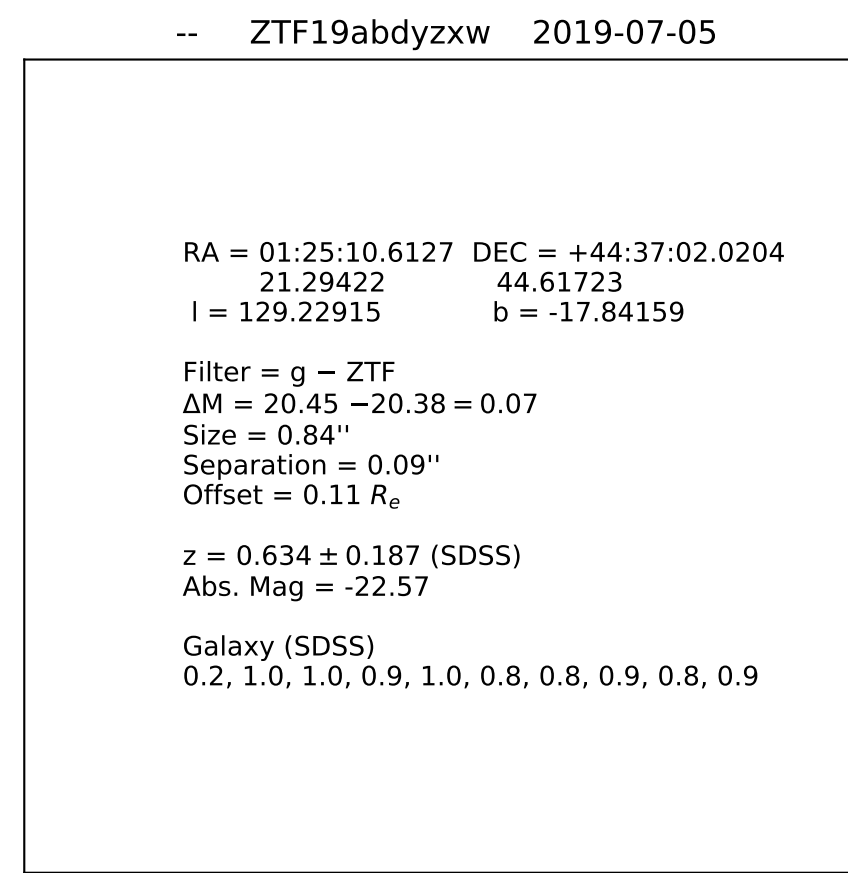 -- ZTF19abdyzxw 2019-07-05
RA = 01:25:10.6127 DEC = +44:37:02.0204
21.29422 44.61723
l = 129.22915 b = -17.84159
Filter = g − ZTF
ΔM = 20.45 −20.38 = 0.07
Size = 0.84''
Separation = 0.09''
Offset = 0.11 Re
z = 0.634 ± 0.187 (SDSS)
Abs. Mag = -22.57
Galaxy (SDSS)
0.2, 1.0, 1.0, 0.9, 1.0, 0.8, 0.8, 0.9, 0.8, 0.9